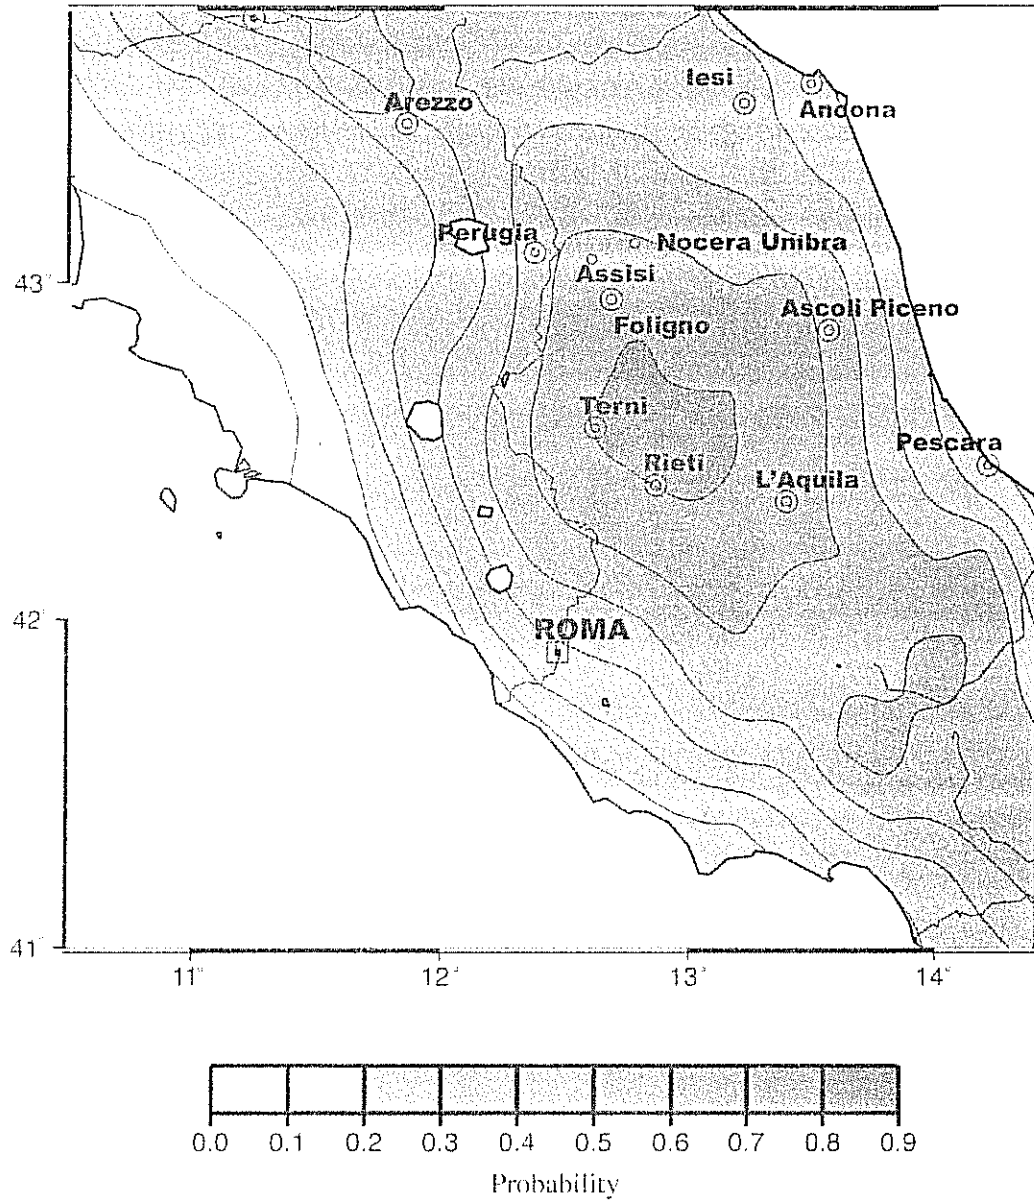 Iesi
Andona
Arezzo
Perugia
Nocera Umbra
Assisi
43°
Ascoli Piceno
Foligno
Terni
Pescara
Rieti
L'Aquila
42°
ROMA
41°
11°
12°
13°
14°
0.0 0.1 0.2 0.3 0.4 0.5 0.6 0.7 0.8 0.9
Probability